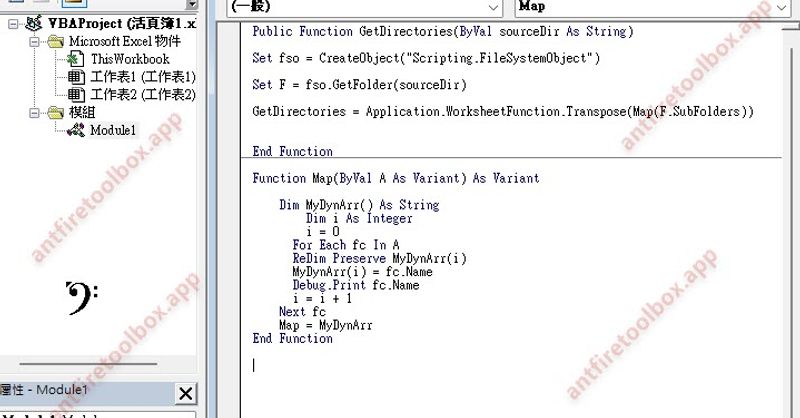 (一般)
Map
VBAProject (活頁簿1.x
Microsoft Excel 物件
ThisWorkbook
工作表1 (工作表1)
工作表2 (工作表2)
模組
Module1
屬性 - Module1
Public Function GetDirectories(ByVal sourceDir As String)
Set fso = CreateObject("Scripting.FileSystemObject")
Set F = fso.GetFolder(sourceDir)
GetDirectories = Application.WorksheetFunction.Transpose(Map(F.SubFolders))
End Function
Function Map(ByVal A As Variant) As Variant
Dim MyDynArr() As String
Dim i As Integer
i = 0
For Each fc In A
ReDim Preserve MyDynArr(i)
MyDynArr(i) = fc.Name
Debug.Print fc.Name
i = i + 1
Next fc
Map = MyDynArr
End Function
antfiretoolbox.app
antfiretoolbox.app
antfiretoolbox.app
antfiretoolbox.app